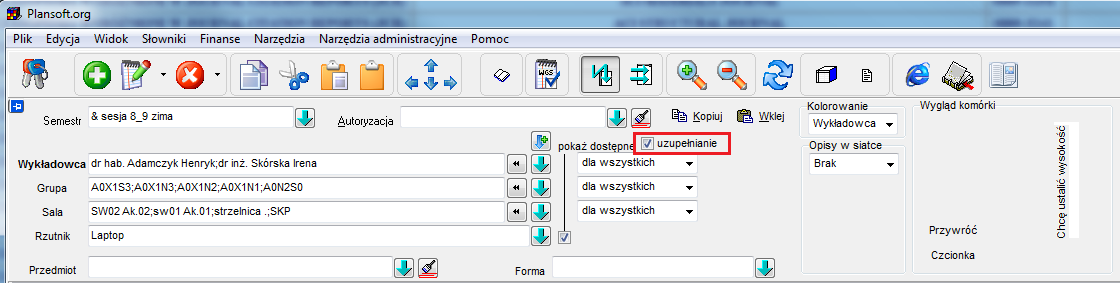 Plansoft.org
Plik Edycja Widok Słowniki Finanse Narzędzia Narzędzia administracyjne Pomoc
WGS
Semestr & sesja 8_9 zima Autoryzacja Kopiuj Wklej Kolorowanie Wygląd komórki
Wykładowca
pokaż dostępne uzupełnianie Opisy w siatce
Wykładowca dr hab. Adamczyk Henryk;dr inż. Skórska Irena dla wszystkich Brak
Grupa A0X1S3;A0X1N3;A0X1N2;A0X1N1;A0N2S0 dla wszystkich
Sala SW02 Ak.02;sw01 Ak.01;strzelnica .;SKP dla wszystkich
Chcę ustalić wysokość
Rzutnik Laptop Przywróć
Czcionka
Przedmiot Forma